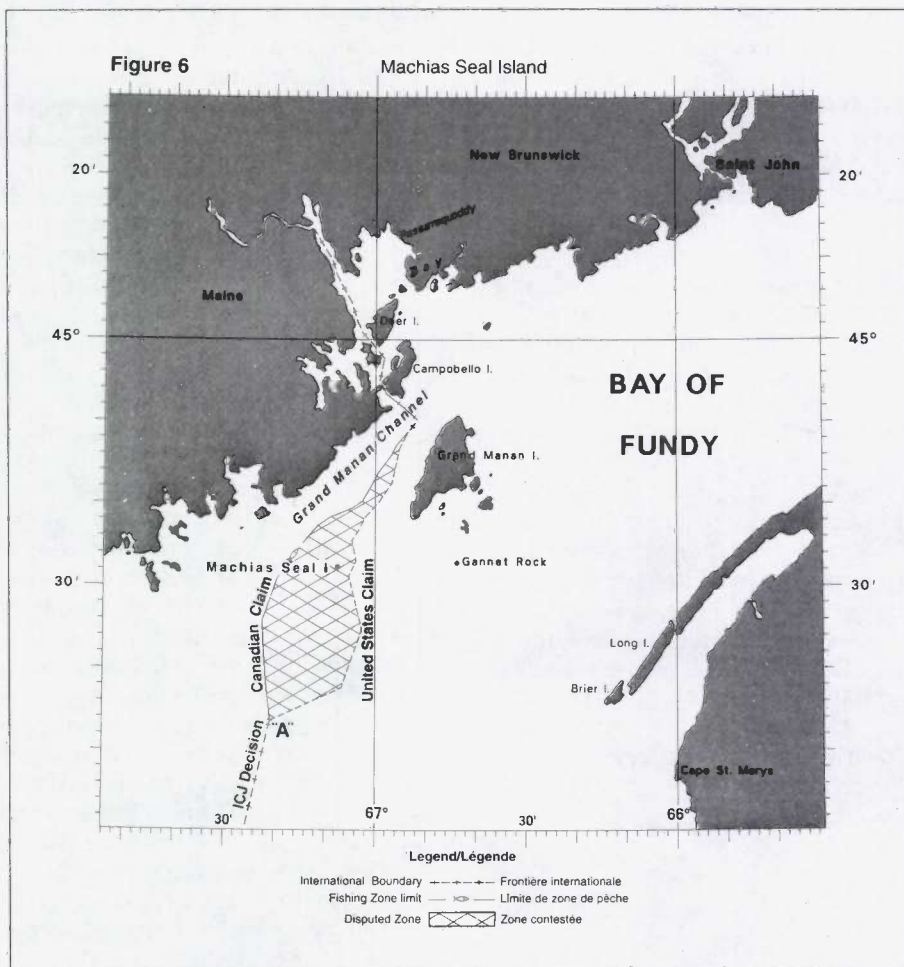 Figure 6
Machias Seal Island
New Brunswick
Saint John
20'
20'
Passamaquoddy
Bay
Maine
Deer I.
45°
45°
Campobello I.
BAY OF
FUNDY
Grand Manan Channel
Grand Manan I.
Machias Seal I
Gannet Rock
30'
30'
Canadian Claim
United States Claim
Long I.
Brier I.
"A"
ICJ Decision
Cape St. Marys
30'
67°
30'
66°
Legend/Légende
International Boundary Frontière internationale
Fishing Zone limit Limite de zone de pêche
Disputed Zone Zone contestée